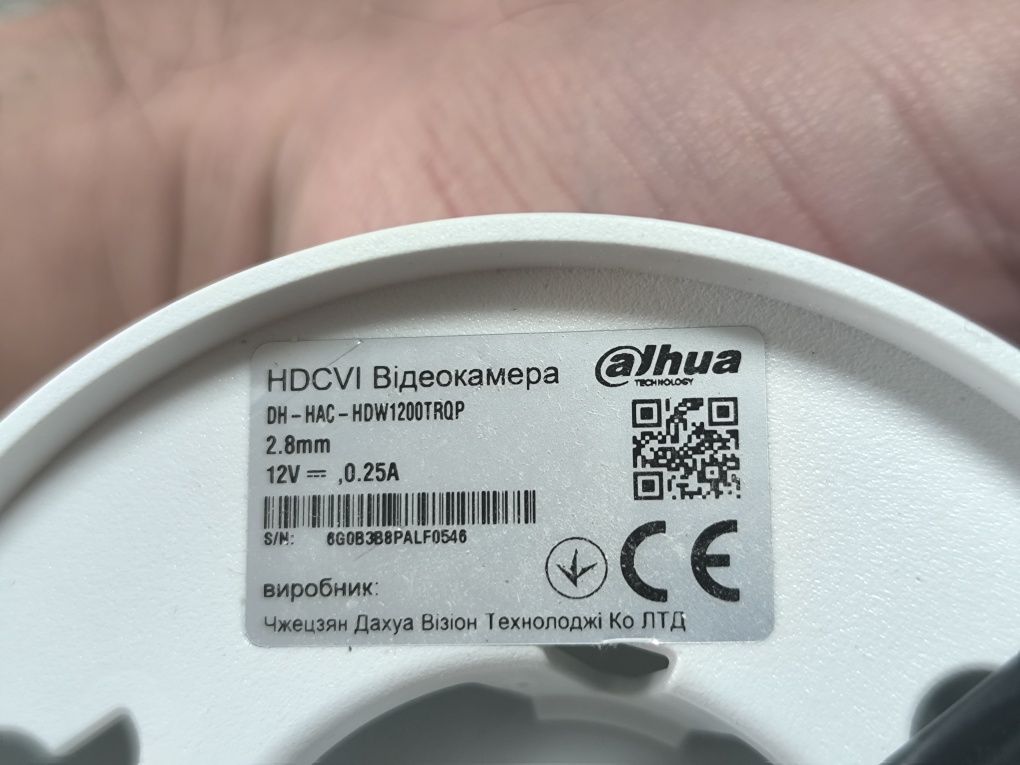 HDCVI Відеокамера
alhua
TECHNOLOGY
DH-HAC-HDW1200TRQP
2.8mm
12V ⎓ ,0.25A
S/N: 6G0B3B8PALF0546
CE
виробник:
Чжецзян Дахуа Візіон Технолоджі Ко ЛТД